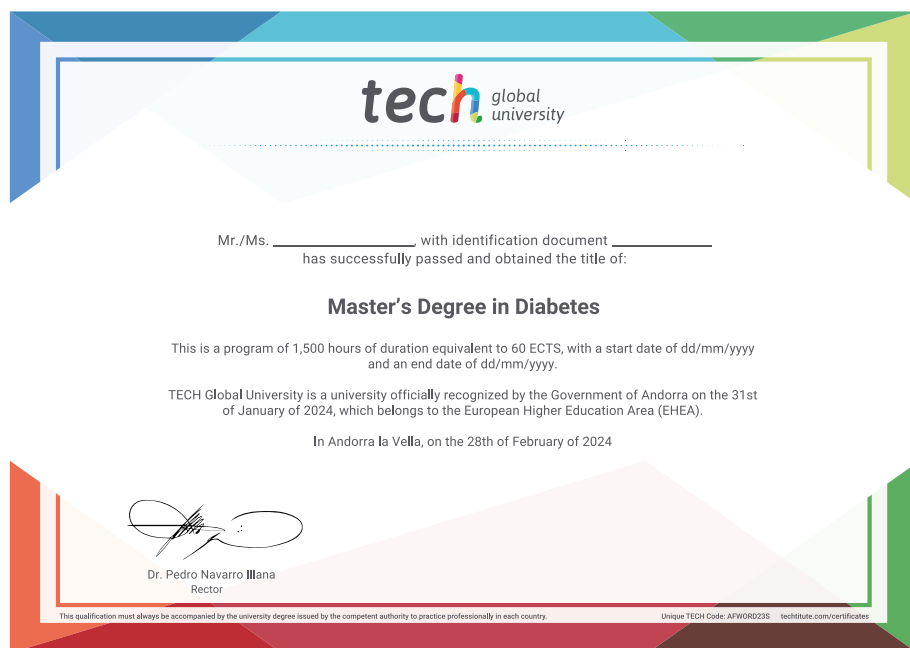 tech global university
Mr./Ms. ____________, with identification document ____________
has successfully passed and obtained the title of:
Master’s Degree in Diabetes
This is a program of 1,500 hours of duration equivalent to 60 ECTS, with a start date of dd/mm/yyyy
and an end date of dd/mm/yyyy.
TECH Global University is a university officially recognized by the Government of Andorra on the 31st
of January of 2024, which belongs to the European Higher Education Area (EHEA).
In Andorra la Vella, on the 28th of February of 2024
Dr. Pedro Navarro Illana
Rector
This qualification must always be accompanied by the university degree issued by the competent authority to practice professionally in each country.
Unique TECH Code: AFWORD23S techtitute.com/certificates